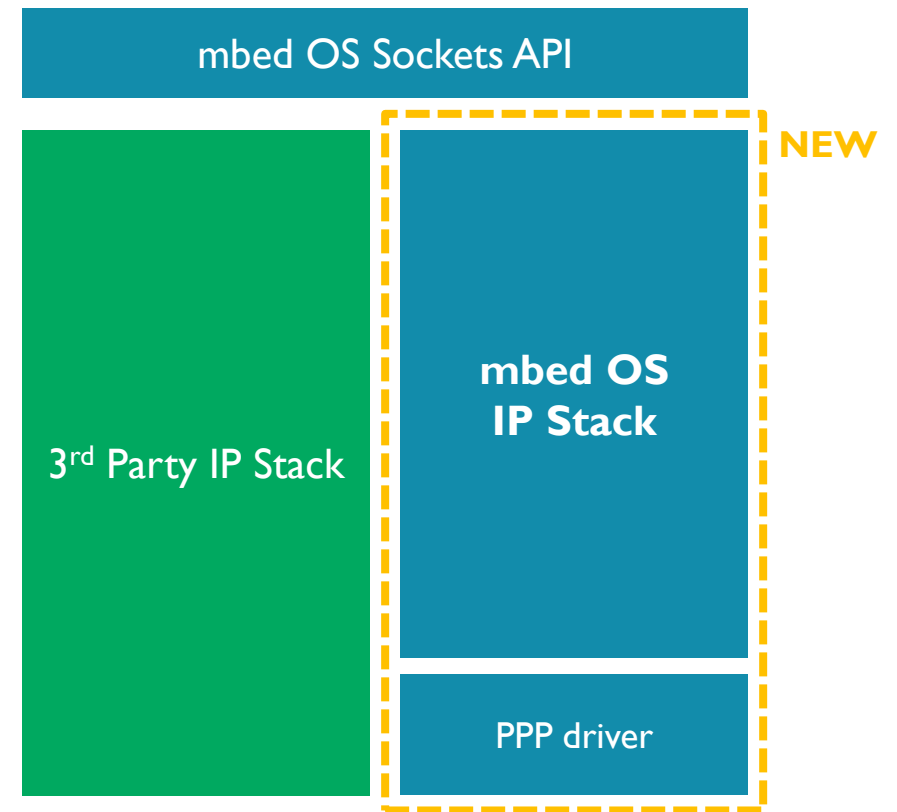 mbed OS Sockets API
NEW
mbed OS
IP Stack
3rd Party IP Stack
PPP driver